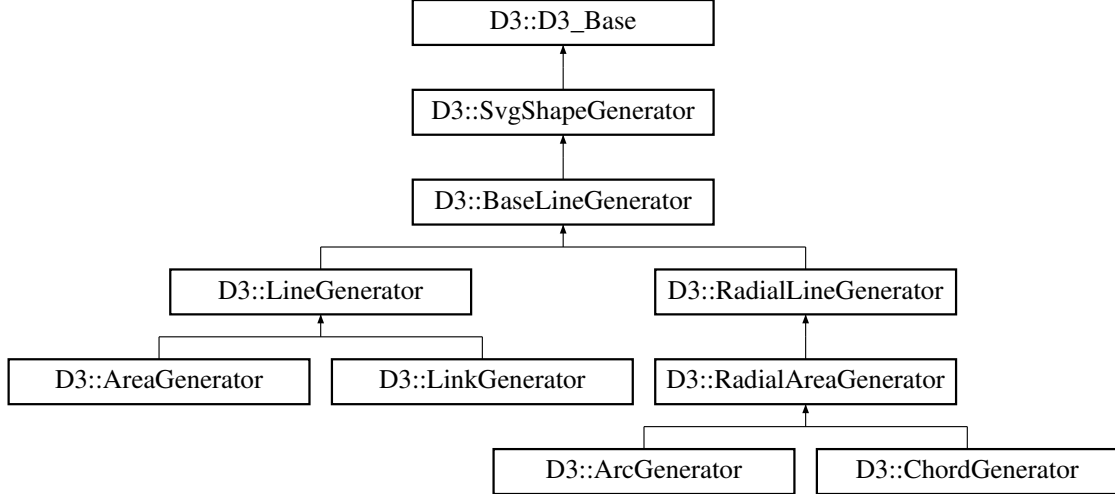 D3::D3_Base
D3::SvgShapeGenerator
D3::BaseLineGenerator
D3::LineGenerator
D3::RadialLineGenerator
D3::AreaGenerator
D3::LinkGenerator
D3::RadialAreaGenerator
D3::ArcGenerator
D3::ChordGenerator